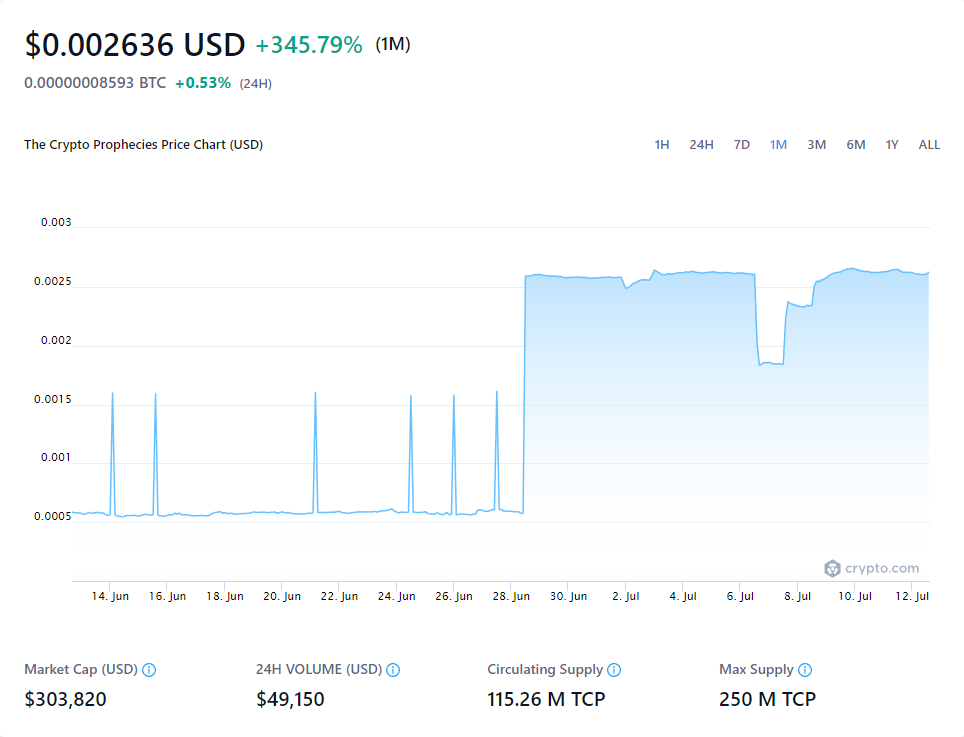 $0.002636 USD +345.79% (1M)
0.00000008593 BTC +0.53% (24H)
The Crypto Prophecies Price Chart (USD) 1H 24H 7D 1M 3M 6M 1Y ALL
0.003
0.0025
0.002
0.0015
0.001
0.0005
crypto.com
14. Jun 16. Jun 18. Jun 20. Jun 22. Jun 24. Jun 26. Jun 28. Jun 30. Jun 2. Jul 4. Jul 6. Jul 8. Jul 10. Jul 12. Jul
Market Cap (USD) 24H VOLUME (USD) Circulating Supply Max Supply
$303,820 $49,150 115.26 M TCP 250 M TCP